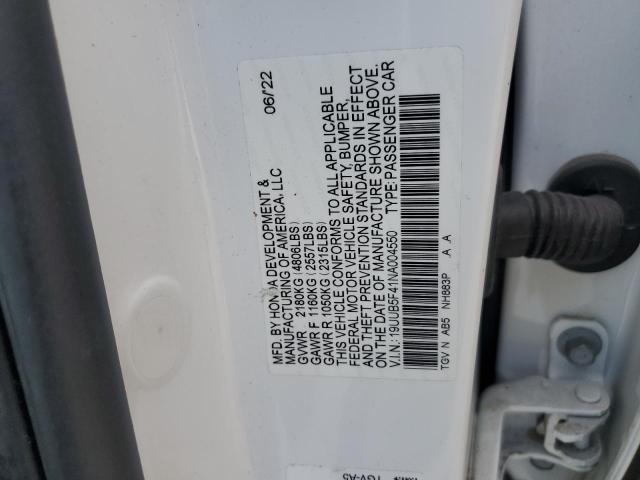 MFD. BY HONDA DEVELOPMENT & 06/22
MANUFACTURING OF AMERICA, LLC
GVWR 2180KG (4806LBS)
GAWR F 1160KG (2557LBS)
GAWR R 1050KG (2315LBS)
THIS VEHICLE CONFORMS TO ALL APPLICABLE
FEDERAL MOTOR VEHICLE SAFETY, BUMPER,
AND THEFT PREVENTION STANDARDS IN EFFECT
ON THE DATE OF MANUFACTURE SHOWN ABOVE.
V.I.N.: 19UUB5F41NA004550 TYPE:PASSENGER CAR
TGV N AB5 NH883P A A
TGV-A5